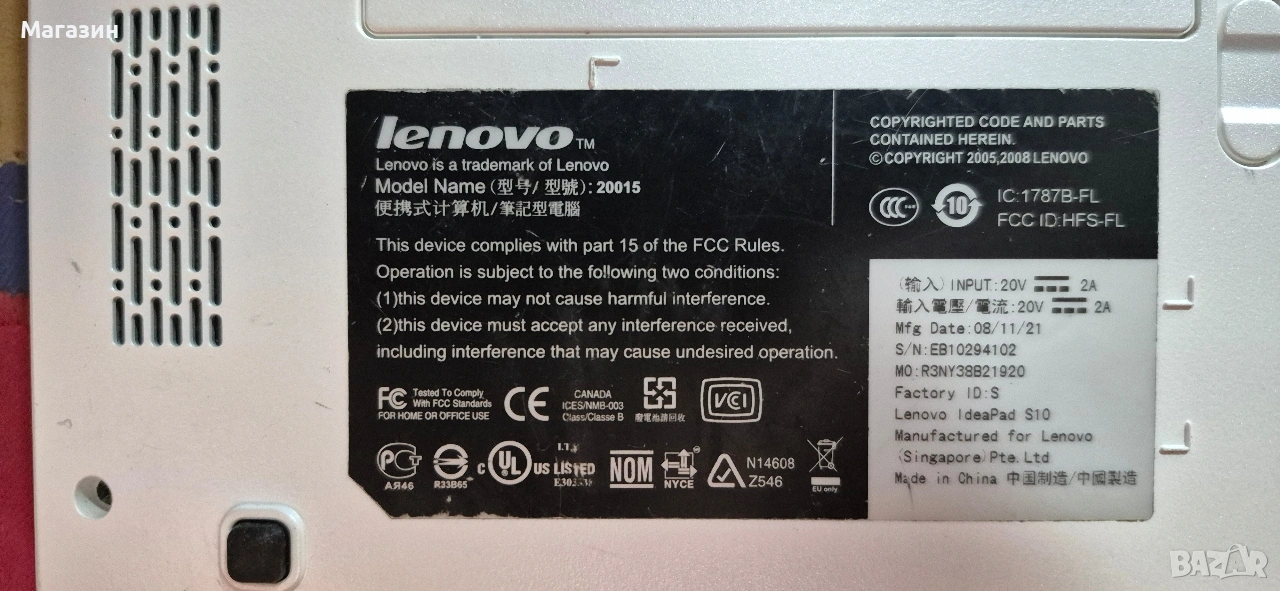 Магазин
lenovo™
Lenovo is a trademark of Lenovo
Model Name (型号/ 型號): 20015
便携式计算机/筆記型電腦
This device complies with part 15 of the FCC Rules.
Operation is subject to the following two conditions:
(1)this device may not cause harmful interference.
(2)this device must accept any interference received,
including interference that may cause undesired operation.
FC Tested To Comply
With FCC Standards
FOR HOME OR OFFICE USE
CE
CANADA
ICES/NMB-003
Class/Classe B
廢電池請回收
VCI
РСТ
АЯ46
R33B65
C UL US LISTED
I.T.E.
NOM
NYCE
N14608
Z546
EU only
COPYRIGHTED CODE AND PARTS
CONTAINED HEREIN.
©COPYRIGHT 2005,2008 LENOVO
CCC
10
IC:1787B-FL
FCC ID:HFS-FL
(输入) INPUT:20V 2A
輸入電壓/電流:20V 2A
Mfg Date:08/11/21
S/N:EB10294102
MO:R3NY38B21920
Factory ID:S
Lenovo IdeaPad S10
Manufactured for Lenovo
(Singapore)Pte.Ltd
Made in China 中国制造/中國製造
BAZAR